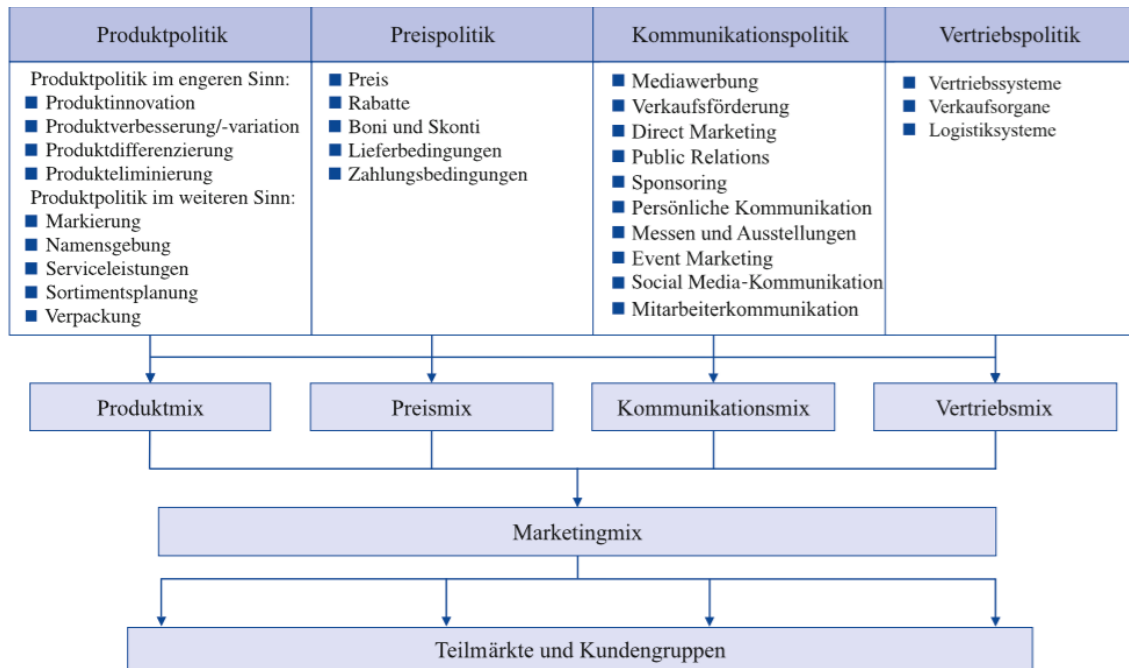 Produktpolitik
Produktpolitik im engeren Sinn:
Produktinnovation
Produktverbesserung/-variation
Produktdifferenzierung
Produkteliminierung
Produktpolitik im weiteren Sinn:
Markierung
Namensgebung
Serviceleistungen
Sortimentsplanung
Verpackung
Preispolitik
Preis
Rabatte
Boni und Skonti
Lieferbedingungen
Zahlungsbedingungen
Kommunikationspolitik
Mediawerbung
Verkaufsförderung
Direct Marketing
Public Relations
Sponsoring
Persönliche Kommunikation
Messen und Ausstellungen
Event Marketing
Social Media-Kommunikation
Mitarbeiterkommunikation
Vertriebspolitik
Vertriebssysteme
Verkaufsorgane
Logistiksysteme
Produktmix
Preismix
Kommunikationsmix
Vertriebsmix
Marketingmix
Teilmärkte und Kundengruppen